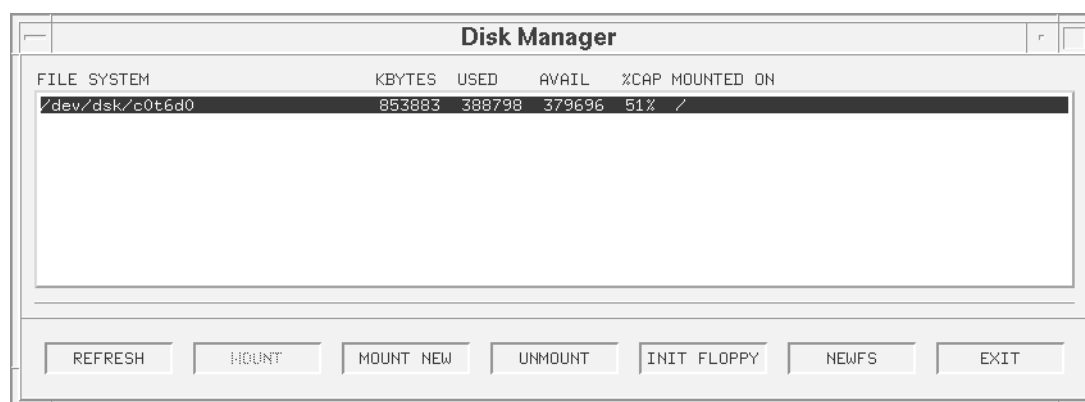 Disk Manager
FILE SYSTEM KBYTES USED AVAIL %CAP MOUNTED ON
/dev/dsk/c0t6d0 853883 388798 379696 51% /
REFRESH MOUNT MOUNT NEW UNMOUNT INIT FLOPPY NEWFS EXIT